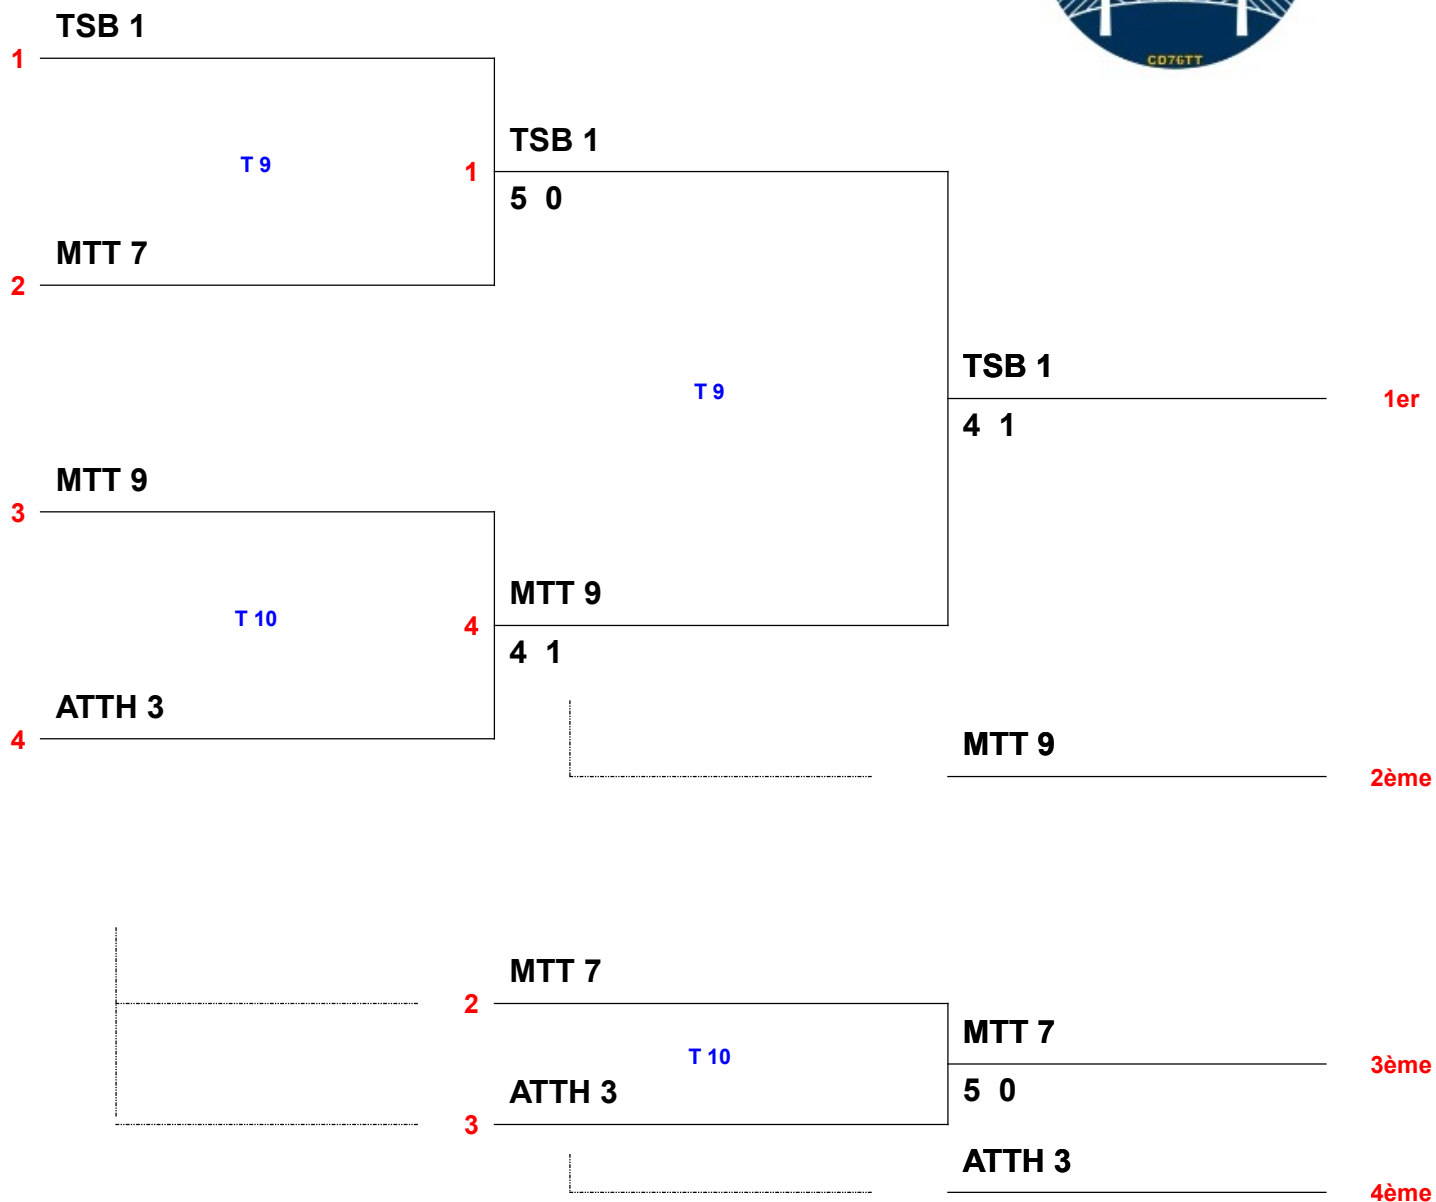 CD76TT
TSB 1
1
T 9
TSB 1
1
5 0
MTT 7
2
TSB 1
T 9
1er
4 1
MTT 9
3
MTT 9
T 10
4
4 1
ATTH 3
4
MTT 9
2ème
MTT 7
2
MTT 7
T 10
3ème
5 0
ATTH 3
3
ATTH 3
4ème